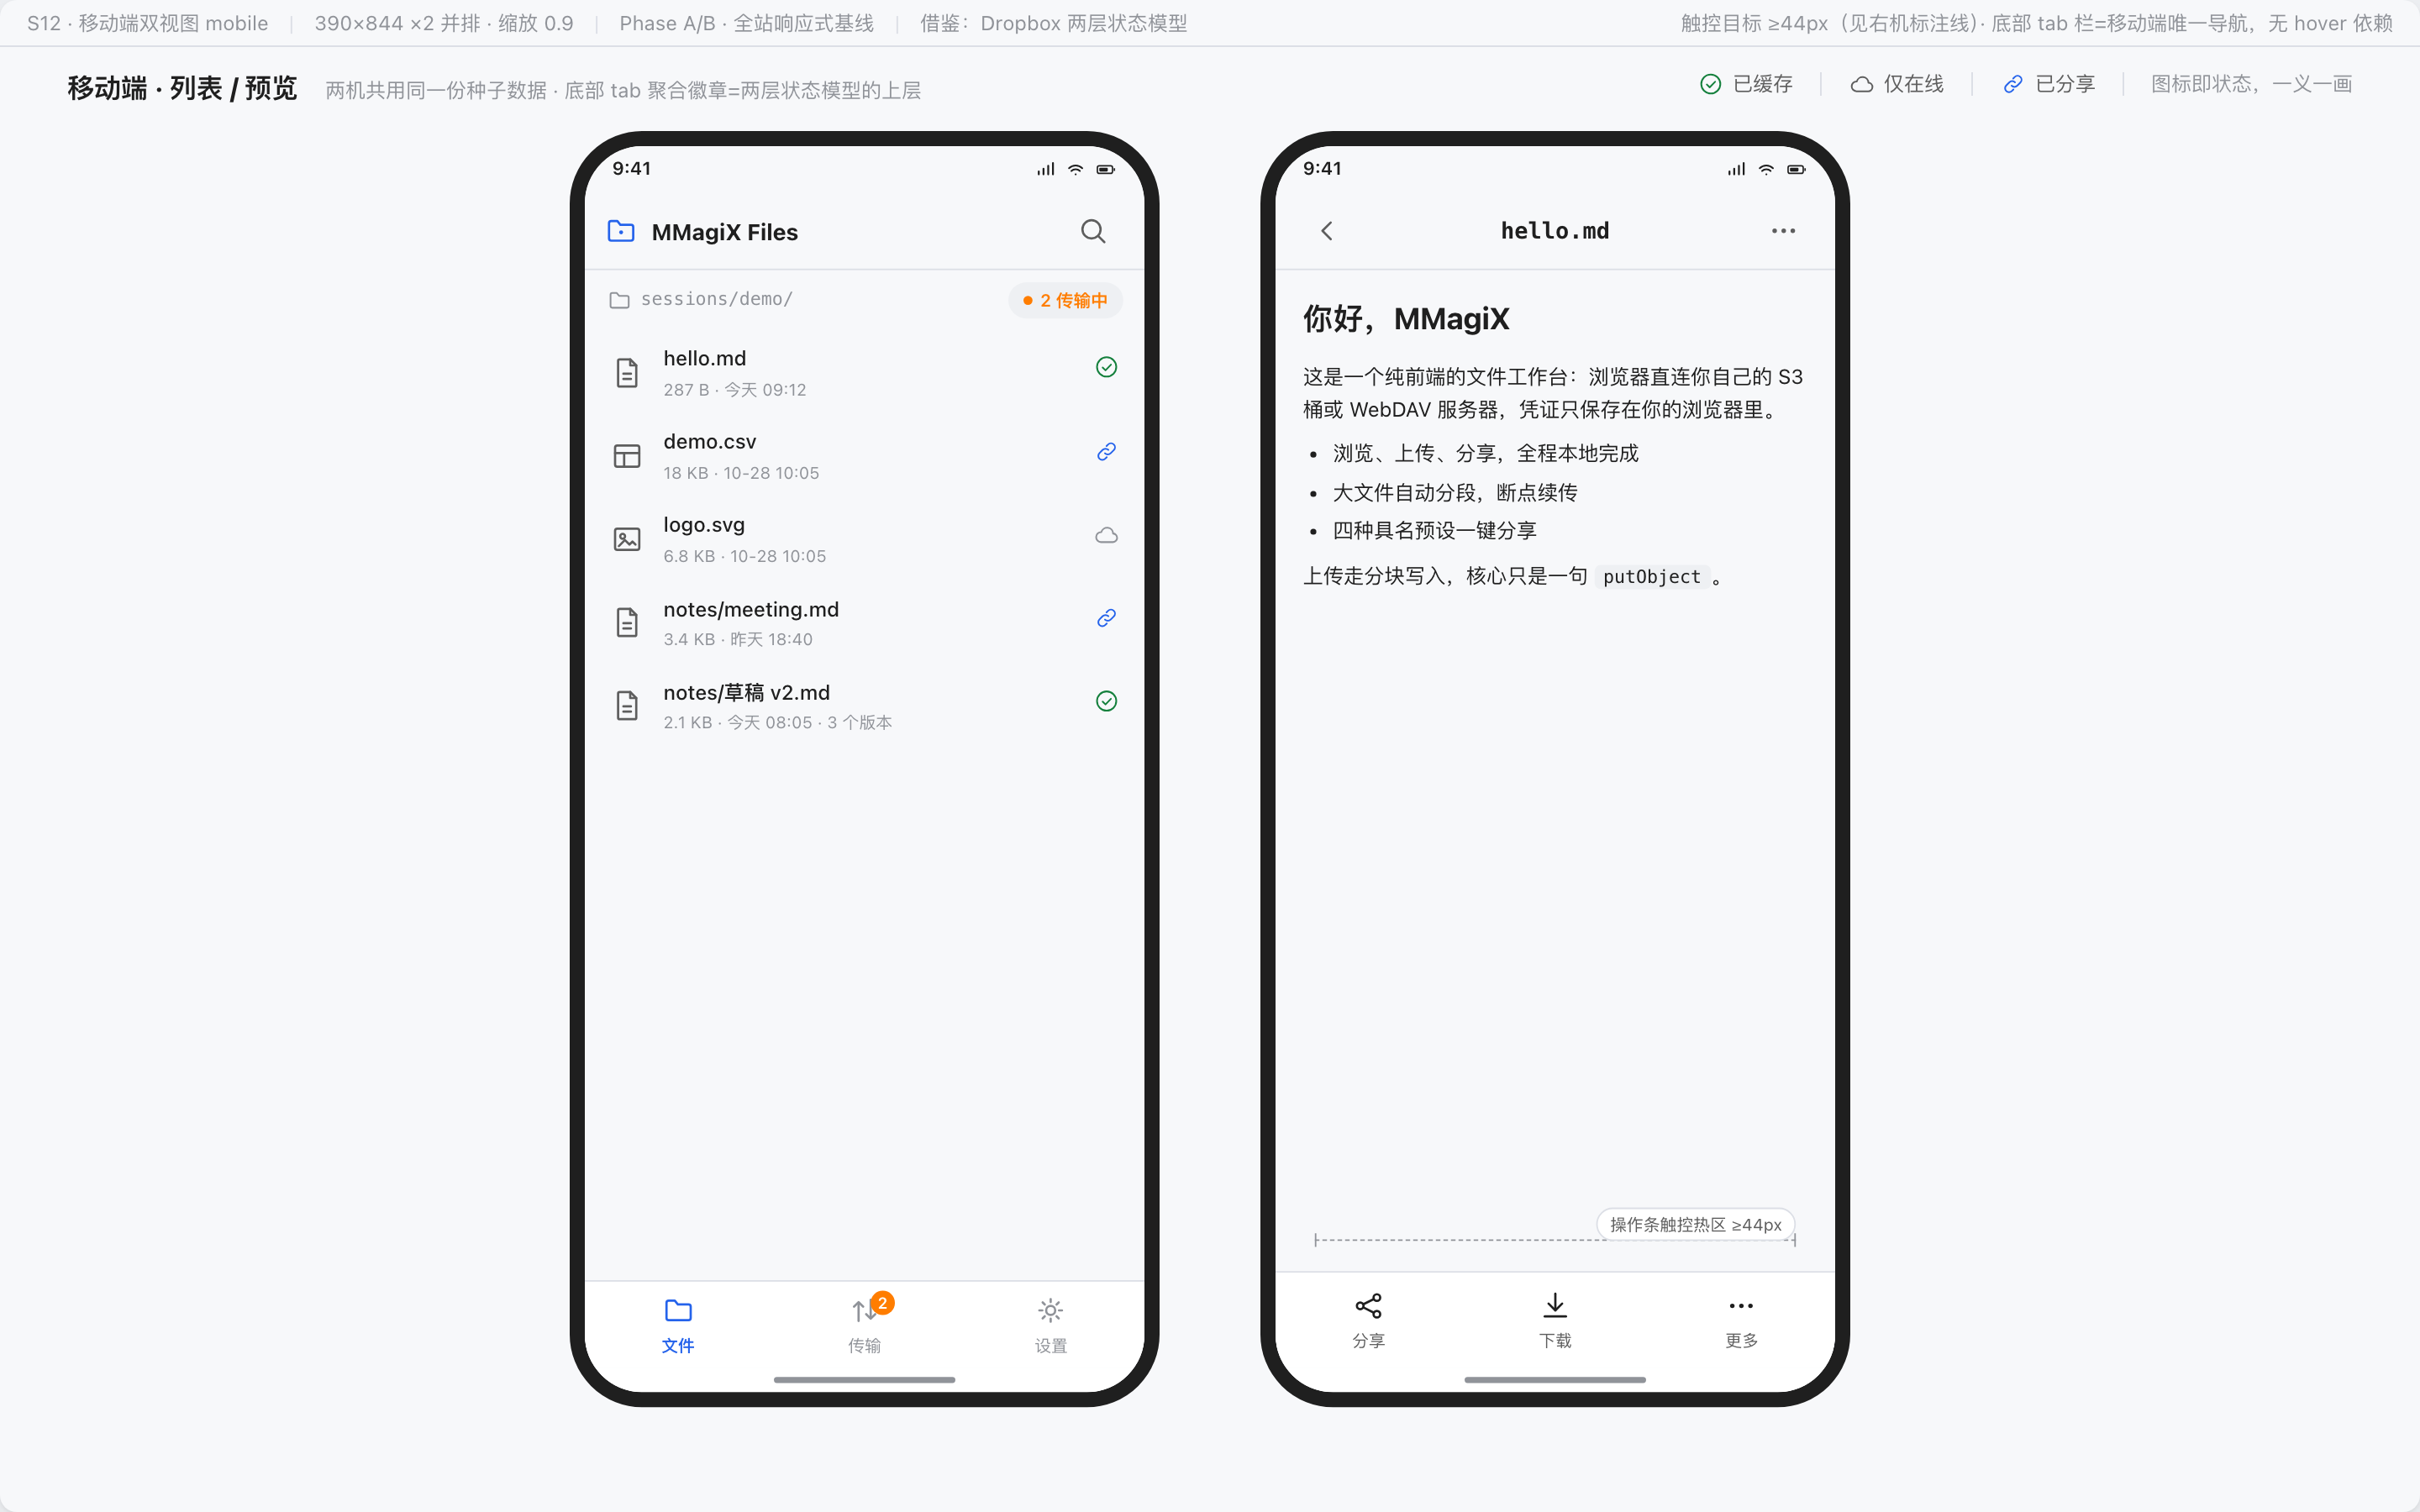 S12 · 移动端双视图 mobile
390×844 ×2 并排 · 缩放 0.9
Phase A/B · 全站响应式基线
借鉴：Dropbox 两层状态模型
触控目标 ≥44px（见右机标注线）· 底部 tab 栏=移动端唯一导航，无 hover 依赖
移动端 · 列表 / 预览
两机共用同一份种子数据 · 底部 tab 聚合徽章=两层状态模型的上层
已缓存
仅在线
已分享
图标即状态，一义一画
9:41
MMagiX Files
sessions/demo/
2 传输中
hello.md
287 B · 今天 09:12
demo.csv
18 KB · 10-28 10:05
logo.svg
6.8 KB · 10-28 10:05
notes/meeting.md
3.4 KB · 昨天 18:40
notes/草稿 v2.md
2.1 KB · 今天 08:05 · 3 个版本
2
文件
传输
设置
9:41
hello.md
你好，MMagiX
这是一个纯前端的文件工作台：浏览器直连你自己的 S3
桶或 WebDAV 服务器，凭证只保存在你的浏览器里。
• 浏览、上传、分享，全程本地完成
• 大文件自动分段，断点续传
• 四种具名预设一键分享
上传走分块写入，核心只是一句 putObject 。
操作条触控热区 ≥44px
分享
下载
更多